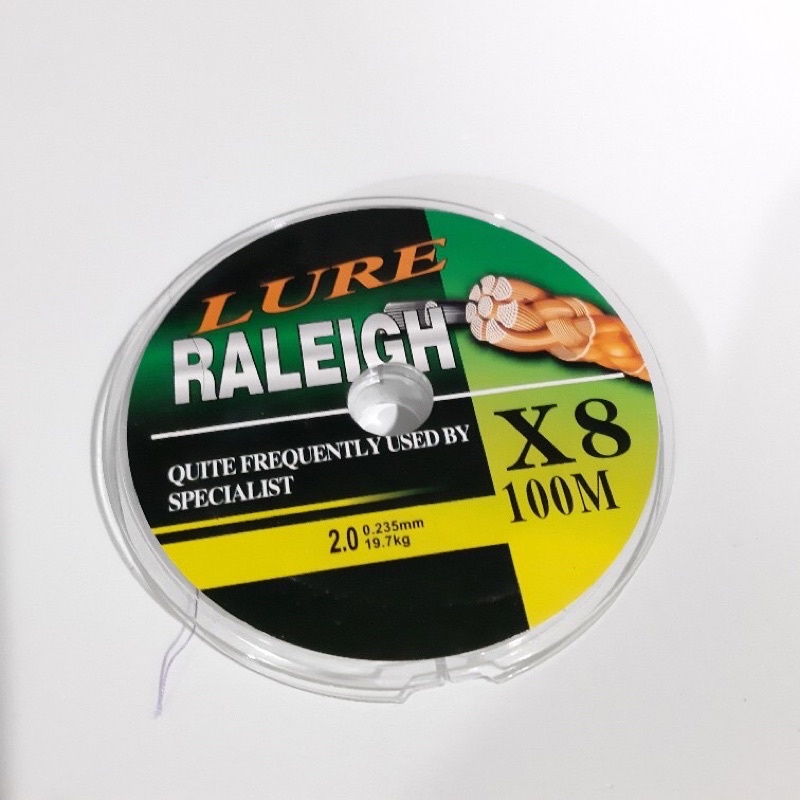 LURE
RALEIGH
QUITE FREQUENTLY USED BY
SPECIALIST
X8
100M
2.0 0.235mm
19.7kg